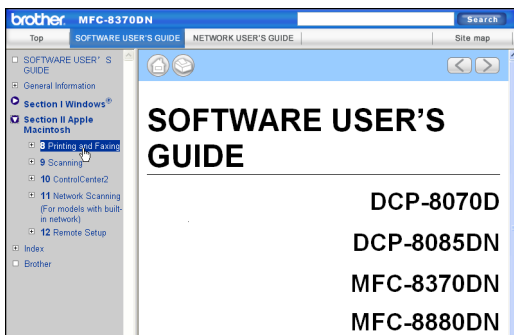 brother. MFC-8370DN
Search
Top SOFTWARE USER'S GUIDE NETWORK USER'S GUIDE Site map
SOFTWARE USER' S
GUIDE
General Information
Section I Windows®
Section II Apple
Macintosh
8 Printing and Faxing
9 Scanning
10 ControlCenter2
11 Network Scanning
(For models with built-
in network)
12 Remote Setup
Index
Brother
SOFTWARE USER’S
GUIDE
DCP-8070D
DCP-8085DN
MFC-8370DN
MFC-8880DN